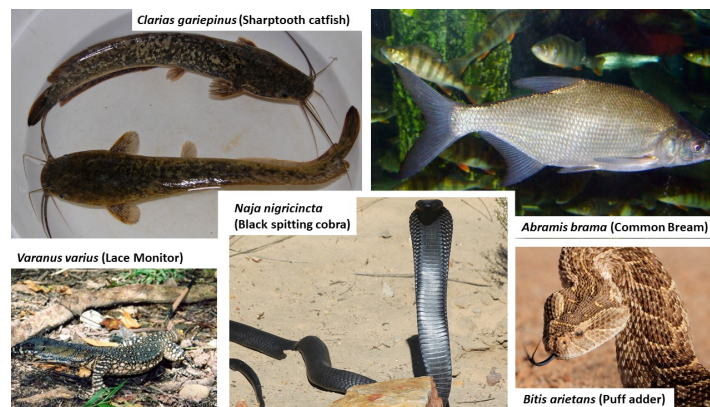 Clarias gariepinus (Sharptooth catfish)
Naja nigricincta
(Black spitting cobra)
Abramis brama (Common Bream)
Varanus varius (Lace Monitor)
Bitis arietans (Puff adder)